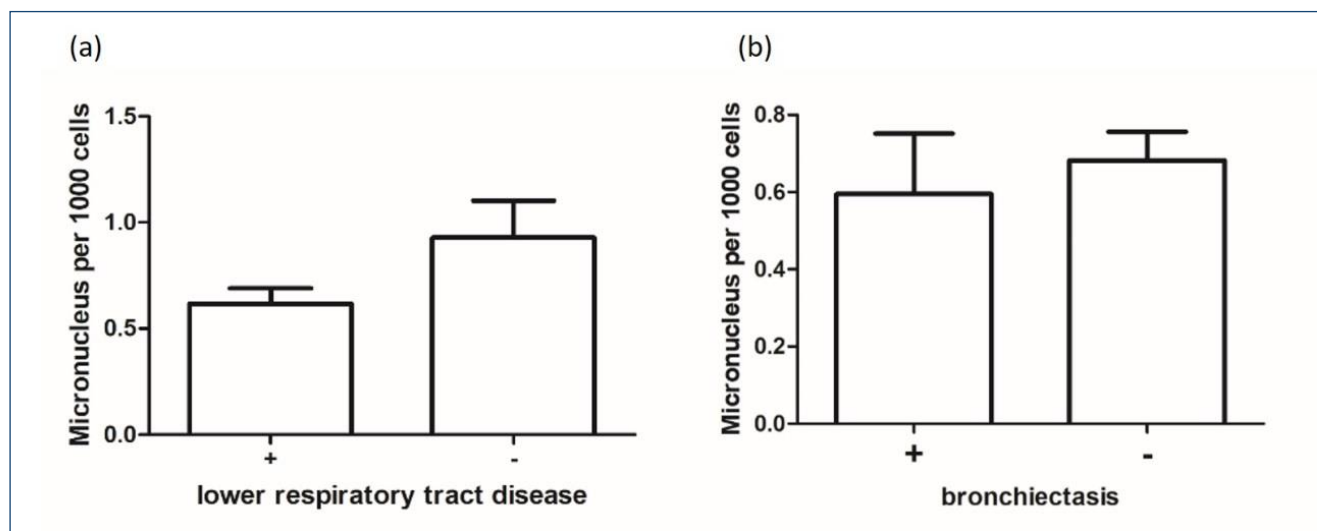 (a)
Micronucleus per 1000 cells
1.5
1.0
0.5
0.0
+
-
lower respiratory tract disease
(b)
Micronucleus per 1000 cells
0.8
0.6
0.4
0.2
0.0
+
-
bronchiectasis